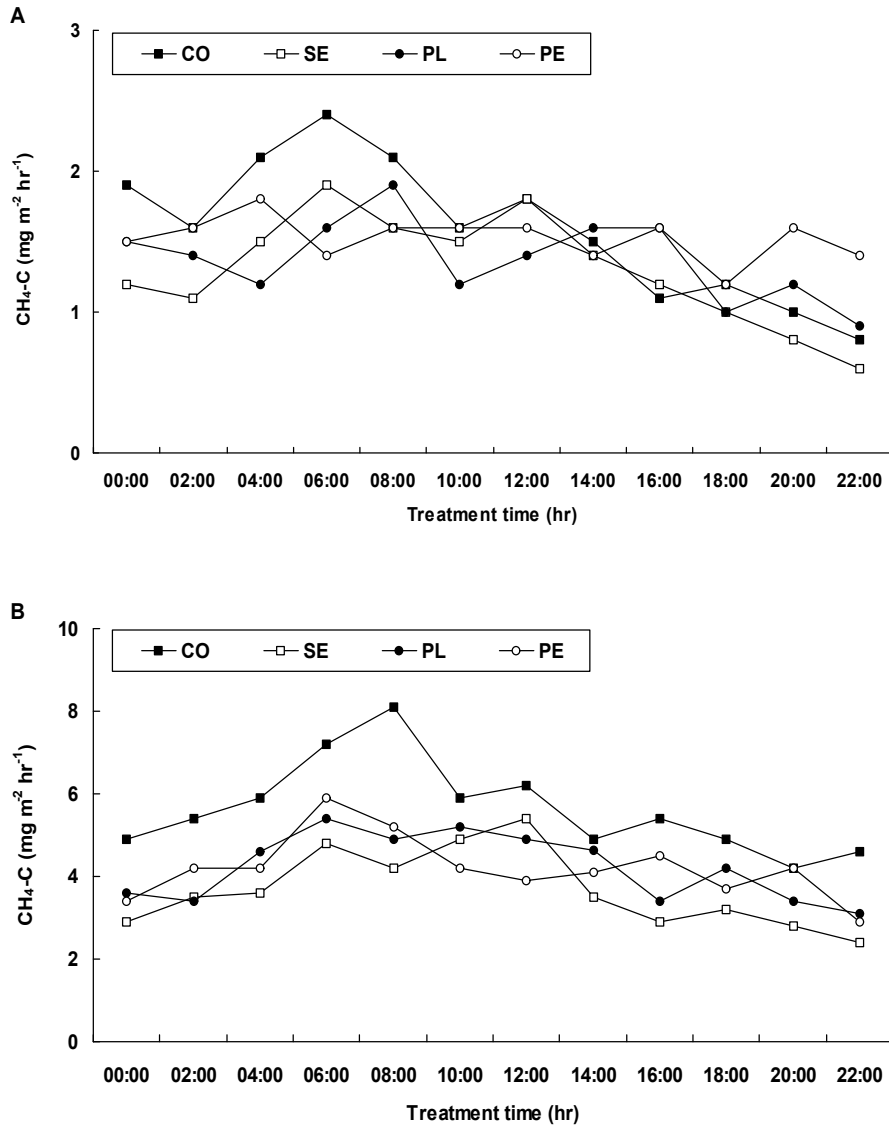 A
3
CO SE PL PE
2
1
0
CH₄-C (mg m⁻² hr⁻¹)
00:00 02:00 04:00 06:00 08:00 10:00 12:00 14:00 16:00 18:00 20:00 22:00
Treatment time (hr)
B
10
CO SE PL PE
8
6
4
2
0
CH₄-C (mg m⁻² hr⁻¹)
00:00 02:00 04:00 06:00 08:00 10:00 12:00 14:00 16:00 18:00 20:00 22:00
Treatment time (hr)